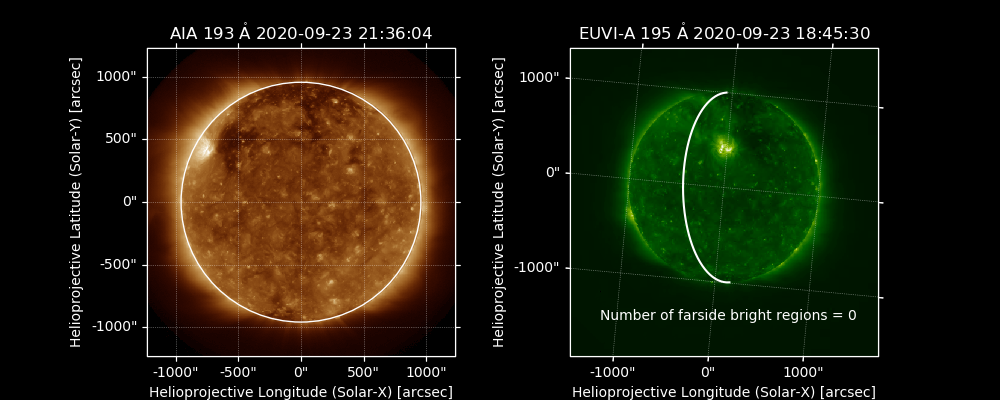 AIA 193 Å 2020-09-23 21:36:04
Helioprojective Latitude (Solar-Y) [arcsec]
1000"
500"
0"
-500"
-1000"
-1000" -500" 0" 500" 1000"
Helioprojective Longitude (Solar-X) [arcsec]
EUVI-A 195 Å 2020-09-23 18:45:30
Helioprojective Latitude (Solar-Y) [arcsec]
1000"
0"
-1000"
Number of farside bright regions = 0
-1000" 0" 1000"
Helioprojective Longitude (Solar-X) [arcsec]